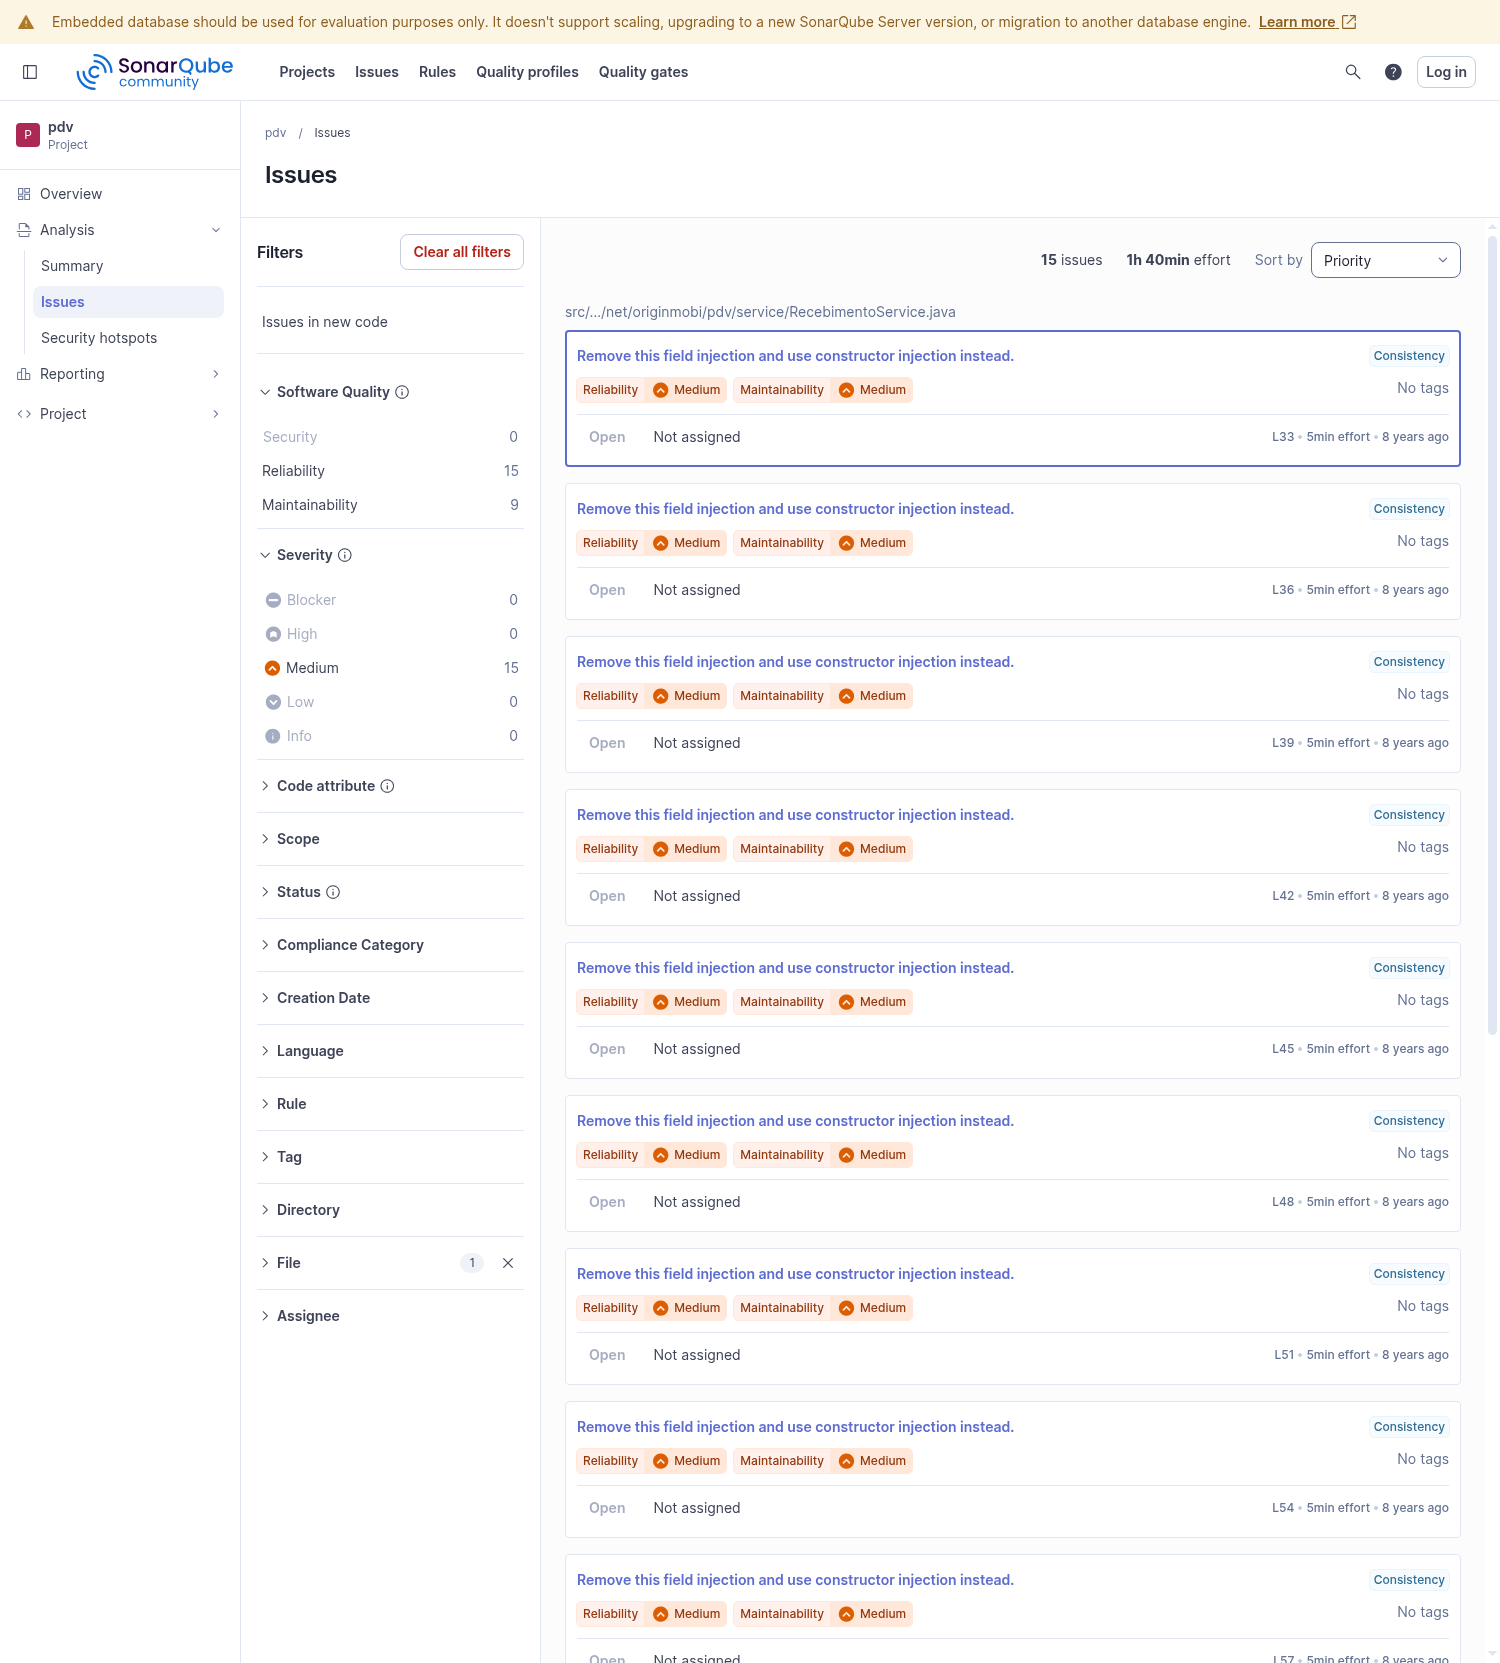 Embedded database should be used for evaluation purposes only. It doesn't support scaling, upgrading to a new SonarQube Server version, or migration to another database engine. Learn more
SonarQube community Projects Issues Rules Quality profiles Quality gates ? Log in
P pdv
Project
Overview
Analysis
Summary
Issues
Security hotspots
Reporting
Project
pdv / Issues
Issues
Filters Clear all filters
Issues in new code
Software Quality
Security 0
Reliability 15
Maintainability 9
Severity
Blocker 0
High 0
Medium 15
Low 0
Info 0
Code attribute
Scope
Status
Compliance Category
Creation Date
Language
Rule
Tag
Directory
File 1
Assignee
15 issues 1h 40min effort Sort by Priority
src/.../net/originmobi/pdv/service/RecebimentoService.java
Remove this field injection and use constructor injection instead. Consistency
Reliability Medium Maintainability Medium No tags
Open Not assigned L33 • 5min effort • 8 years ago
Remove this field injection and use constructor injection instead. Consistency
Reliability Medium Maintainability Medium No tags
Open Not assigned L36 • 5min effort • 8 years ago
Remove this field injection and use constructor injection instead. Consistency
Reliability Medium Maintainability Medium No tags
Open Not assigned L39 • 5min effort • 8 years ago
Remove this field injection and use constructor injection instead. Consistency
Reliability Medium Maintainability Medium No tags
Open Not assigned L42 • 5min effort • 8 years ago
Remove this field injection and use constructor injection instead. Consistency
Reliability Medium Maintainability Medium No tags
Open Not assigned L45 • 5min effort • 8 years ago
Remove this field injection and use constructor injection instead. Consistency
Reliability Medium Maintainability Medium No tags
Open Not assigned L48 • 5min effort • 8 years ago
Remove this field injection and use constructor injection instead. Consistency
Reliability Medium Maintainability Medium No tags
Open Not assigned L51 • 5min effort • 8 years ago
Remove this field injection and use constructor injection instead. Consistency
Reliability Medium Maintainability Medium No tags
Open Not assigned L54 • 5min effort • 8 years ago
Remove this field injection and use constructor injection instead. Consistency
Reliability Medium Maintainability Medium No tags
Open Not assigned L57 • 5min effort • 8 years ago